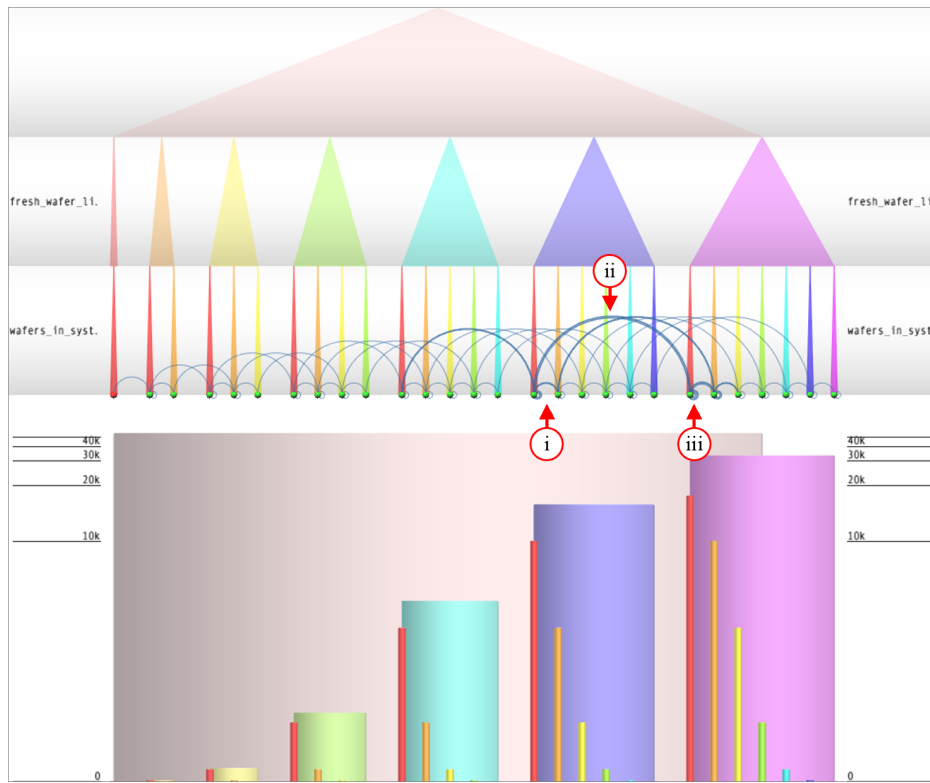 fresh_wafer_li.
fresh_wafer_li
ii
wafers_in_syst.
wafers_in_syst
i
iii
40k
40k
30k
30k
20k
20k
10k
10k
0
0